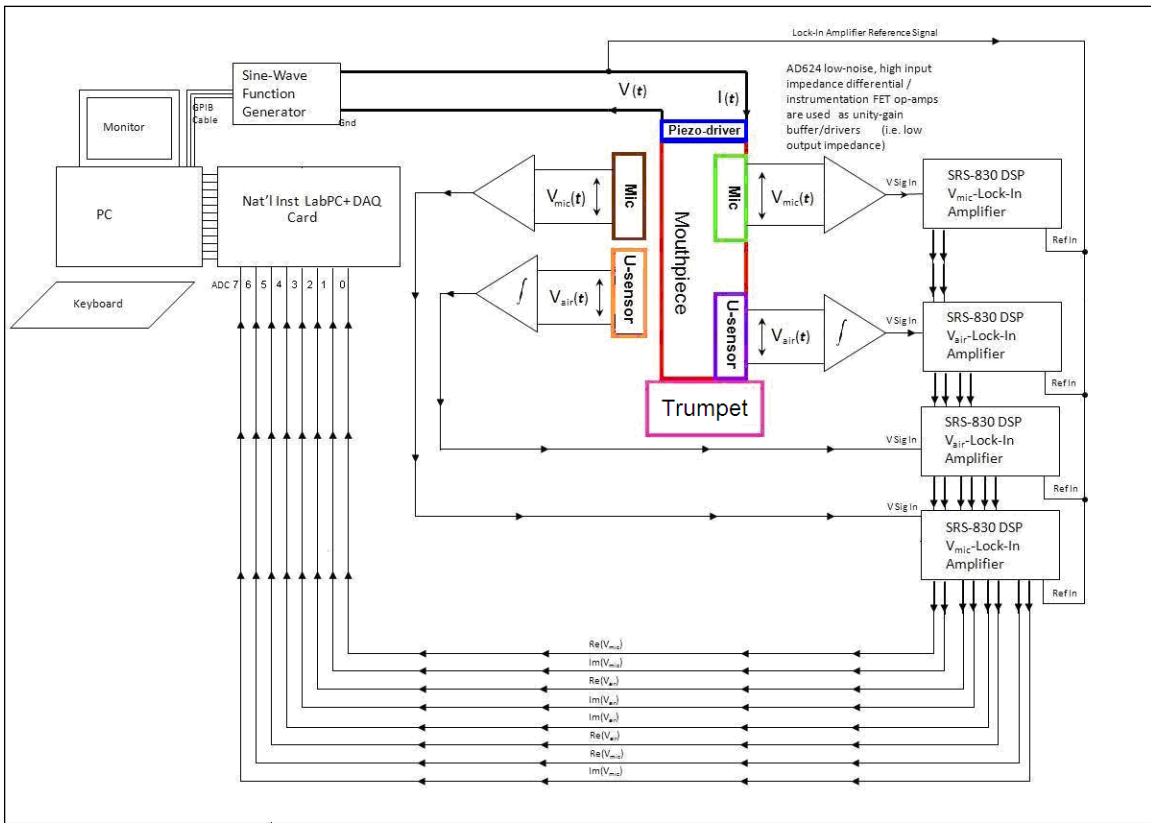 Lock-In Amplifier Reference Signal
Sine-Wave
Function
Generator
V(t)
I(t)
AD624 low-noise, high input
impedance differential /
instrumentation FET op-amps
are used as unity-gain
buffer/drivers (i.e. low
output impedance)
GPIB
Cable
Gnd
Monitor
Piezo-driver
PC
Nat'l Inst LabPC+ DAQ
Card
Vmic(t)
Mic
Mouthpiece
Mic
Vmic(t)
V Sig In
SRS-830 DSP
Vmic-Lock-In
Amplifier
Ref In
ADC 7 6 5 4 3 2 1 0
Keyboard
∫
Vair(t)
U-sensor
U-sensor
Vair(t)
∫
V Sig In
SRS-830 DSP
Vair-Lock-In
Amplifier
Ref In
Trumpet
V Sig In
SRS-830 DSP
Vair-Lock-In
Amplifier
Ref In
V Sig In
SRS-830 DSP
Vmic-Lock-In
Amplifier
Ref In
Re(Vmic)
Im(Vmic)
Re(Vair)
Im(Vair)
Im(Vair)
Re(Vair)
Re(Vmic)
Im(Vmic)